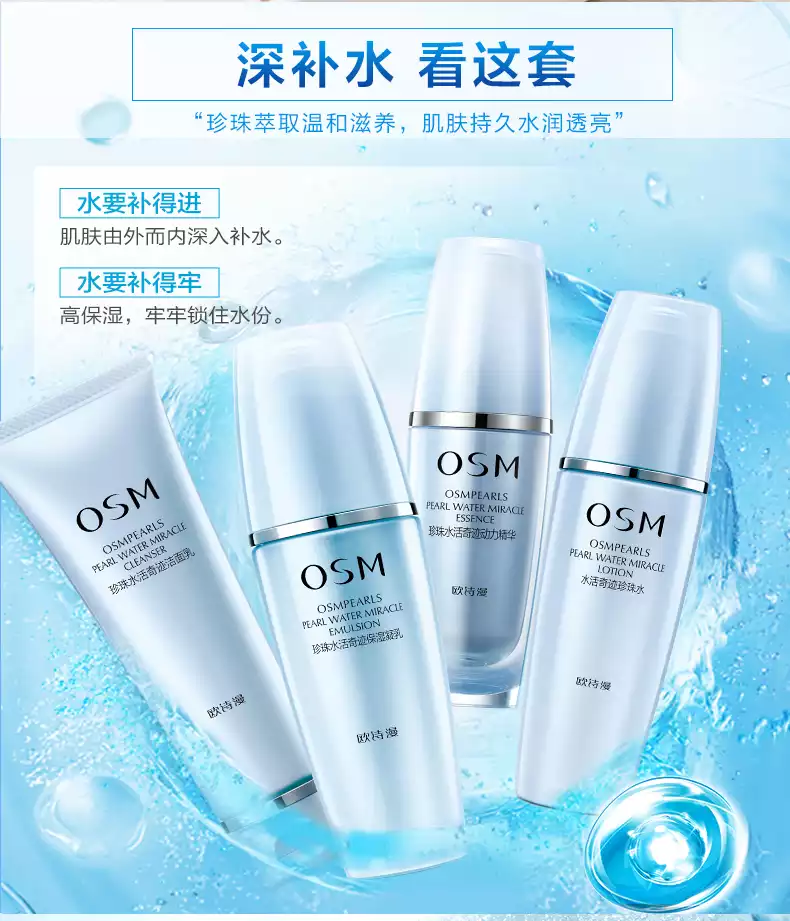 深补水 看这套
“珍珠萃取温和滋养，肌肤持久水润透亮”
水要补得进
肌肤由外而内深入补水。
水要补得牢
高保湿，牢牢锁住水份。
OSM
OSMPEARLS
PEARL WATER MIRACLE
CLEANSER
珍珠水活奇迹洁面乳
欧诗漫
OSM
OSMPEARLS
PEARL WATER MIRACLE
EMULSION
珍珠水活奇迹保湿凝乳
欧诗漫
OSM
OSMPEARLS
PEARL WATER MIRACLE
ESSENCE
珍珠水活奇迹动力精华
欧诗漫
OSM
OSMPEARLS
PEARL WATER MIRACLE
LOTION
水活奇迹珍珠水
欧诗漫